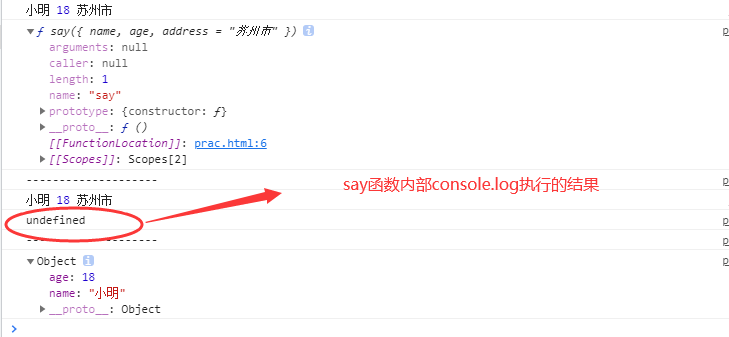 小明 18 苏州市
▼ƒ say({ name, age, address = "苏州市" }) i
arguments: null
caller: null
length: 1
name: "say"
▶prototype: {constructor: ƒ}
▶__proto__: ƒ ()
[[FunctionLocation]]: prac.html:6
▶[[Scopes]]: Scopes[2]
--------------------
say函数内部console.log执行的结果
小明 18 苏州市
undefined
--------------------
▼Object i
age: 18
name: "小明"
▶__proto__: Object
>